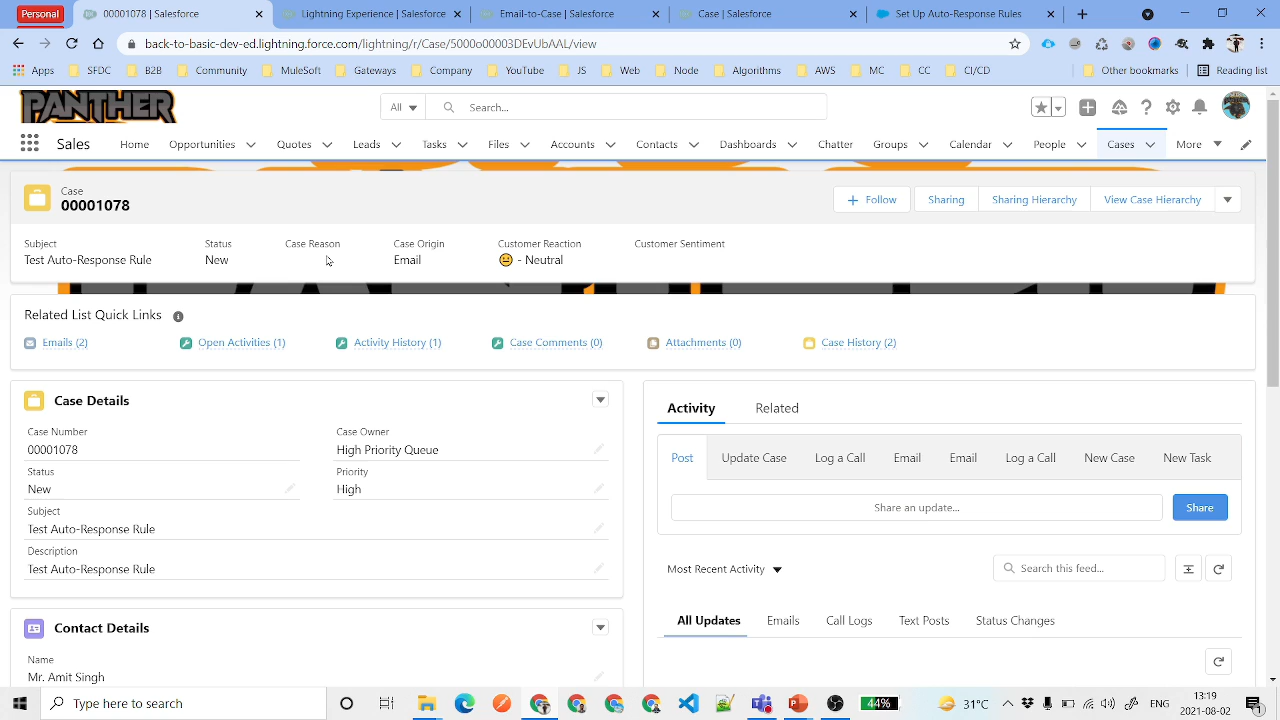 Personal
00001078 | Salesforce
Lightning Experience | Salesforc
Email-to-Case | Salesforce
Case Assignment Rules
Set Up Auto-Response Rules
bank-poc-dev-ed.lightning.force.com/lightning/r/Case/5000o00003DEvUbAAL/view
Apps
SFDC
B2B
Community
MuleSoft
General
Continuous
YouTube
JS
Web
Node
Algorithms
AWS
Mix
CC
CI/CD
Other bookmarks
Reading list
PANTHER
All
Search...
Sales
Home
Opportunities
Quotes
Leads
Tasks
Files
Accounts
Contacts
Dashboards
Chatter
Groups
Calendar
People
Cases
More
Case
00001078
Follow
Sharing
Sharing Hierarchy
View Case Hierarchy
Subject
Status
Case Reason
Case Origin
Customer Reaction
Customer Sentiment
Test Auto-Response Rule
New
Email
- Neutral
Related List Quick Links
Emails (2)
Open Activities (1)
Activity History (1)
Case Comments (0)
Attachments (0)
Case History (2)
Case Details
Case Number
00001078
Case Owner
High Priority Queue
Status
New
Priority
High
Subject
Test Auto-Response Rule
Description
Test Auto-Response Rule
Contact Details
Name
Mr. Amit Singh
Activity
Related
Post
Update Case
Log a Call
Email
Email
Log a Call
New Case
New Task
Share an update...
Share
Most Recent Activity
Search this feed...
All Updates
Emails
Call Logs
Text Posts
Status Changes
Type here to search
44%
31°C
ENG
13:19
2021-08-02